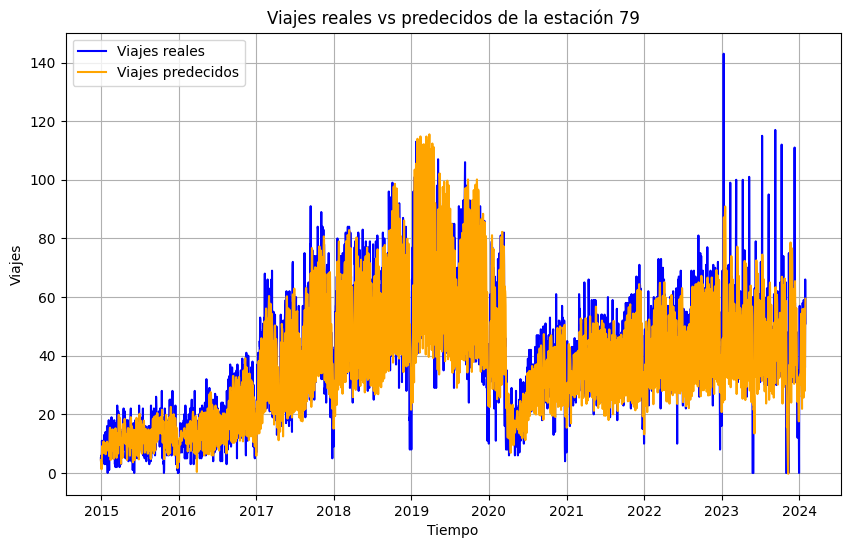 Viajes reales vs predecidos de la estación 79
Viajes reales
Viajes predecidos
140
120
100
80
60
40
20
0
Viajes
2015 2016 2017 2018 2019 2020 2021 2022 2023 2024
Tiempo